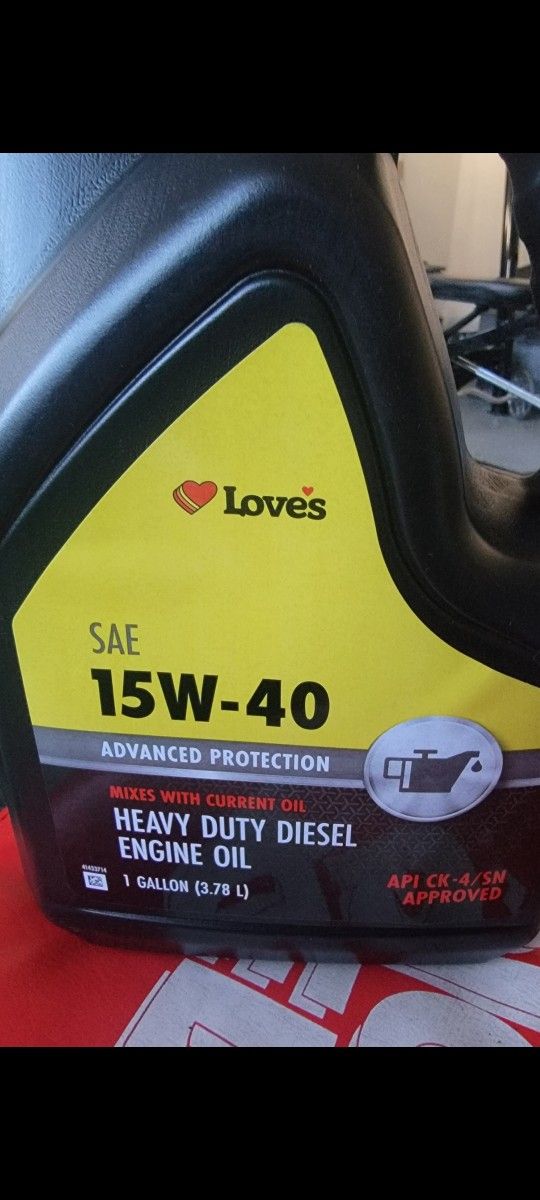 Love's
SAE
15W-40
ADVANCED PROTECTION
MIXES WITH CURRENT OIL
HEAVY DUTY DIESEL
ENGINE OIL
1 GALLON (3.78 L)
41433714
API CK-4/SN
APPROVED